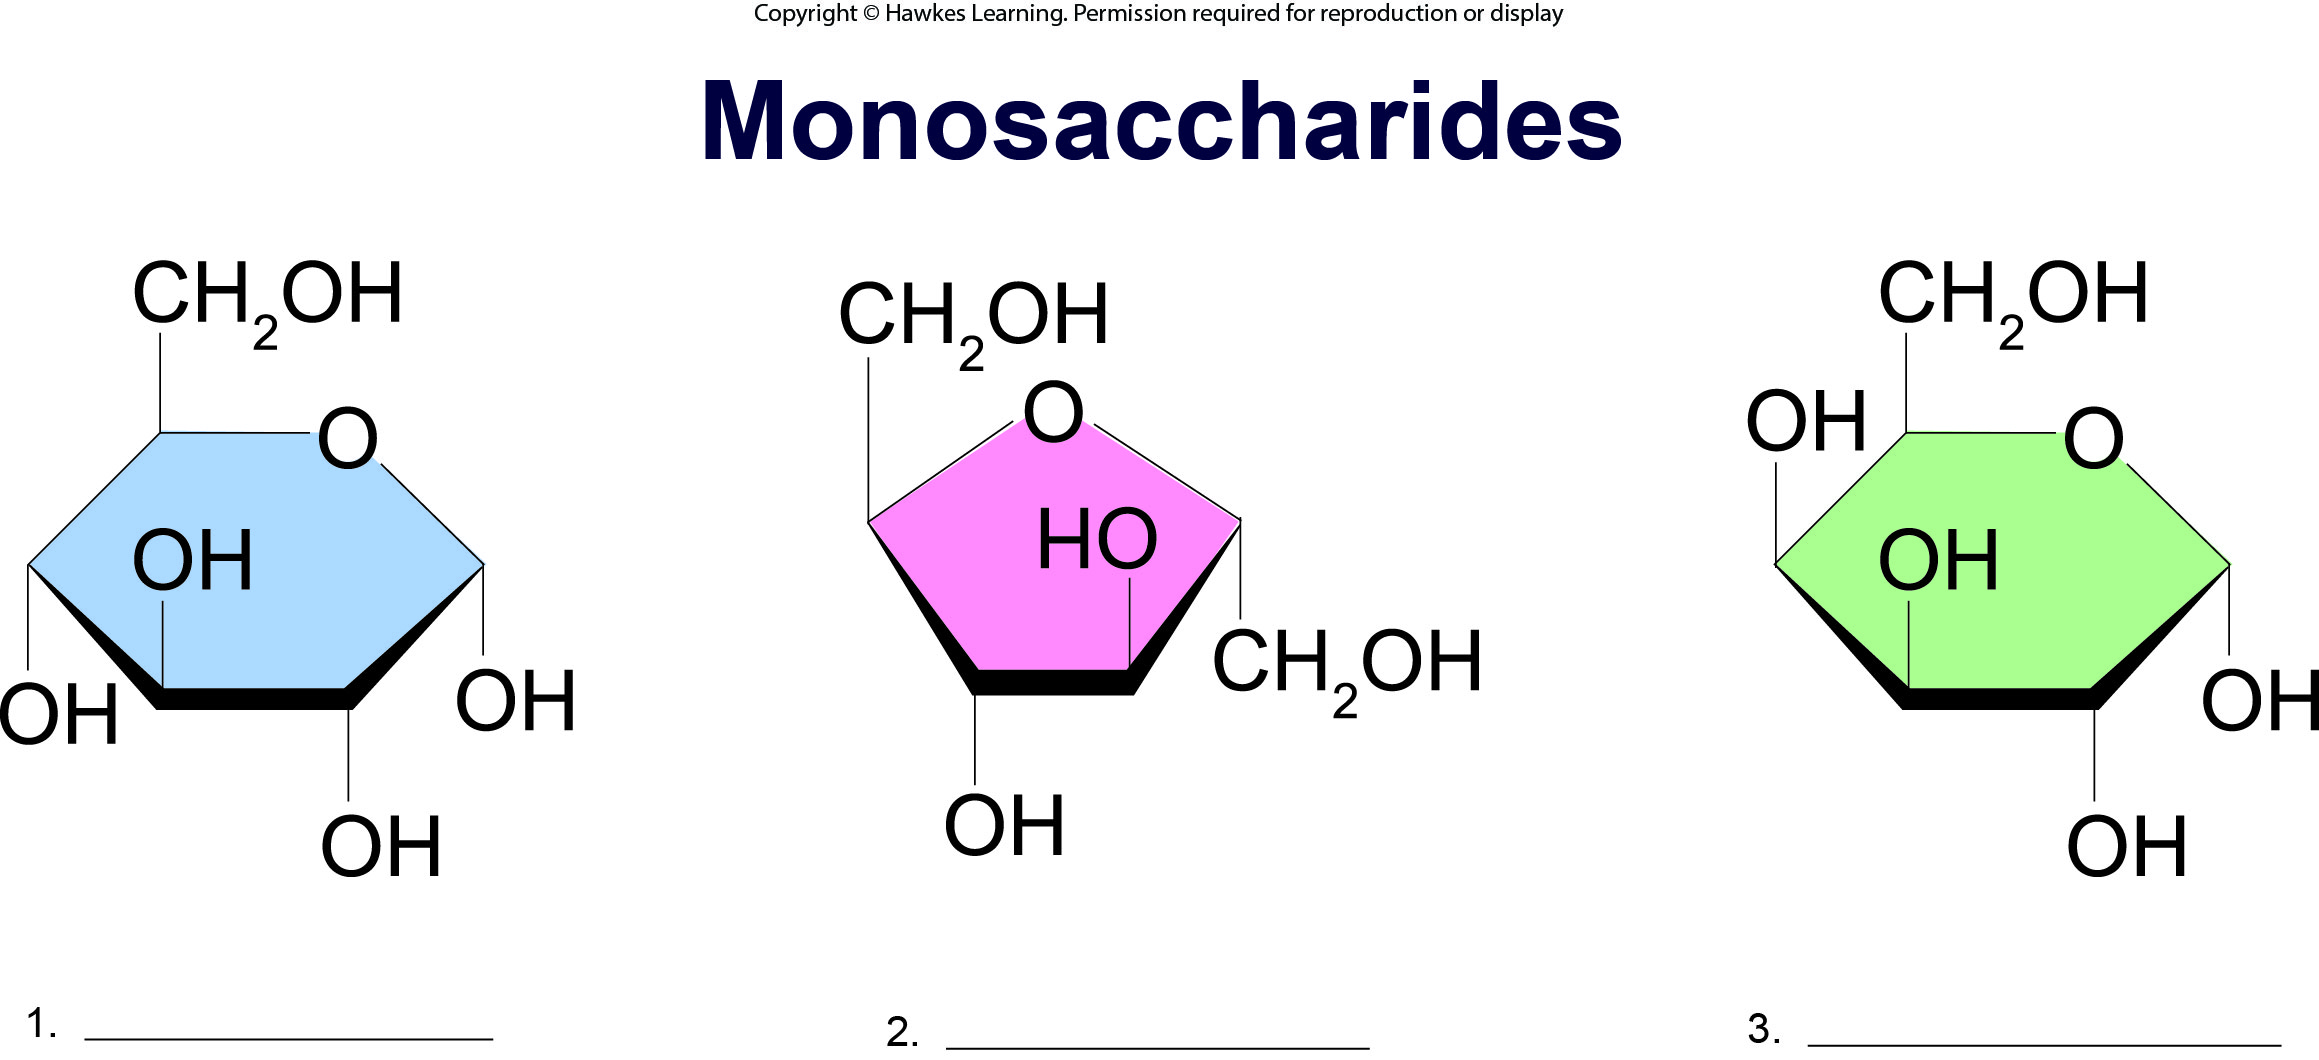 Copyright © Hawkes Learning. Permission required for reproduction or display
Monosaccharides
CH2OH
O
OH
OH
OH
OH
CH2OH
O
HO
CH2OH
OH
CH2OH
OH
O
OH
OH
OH
1. 
2. 
3.